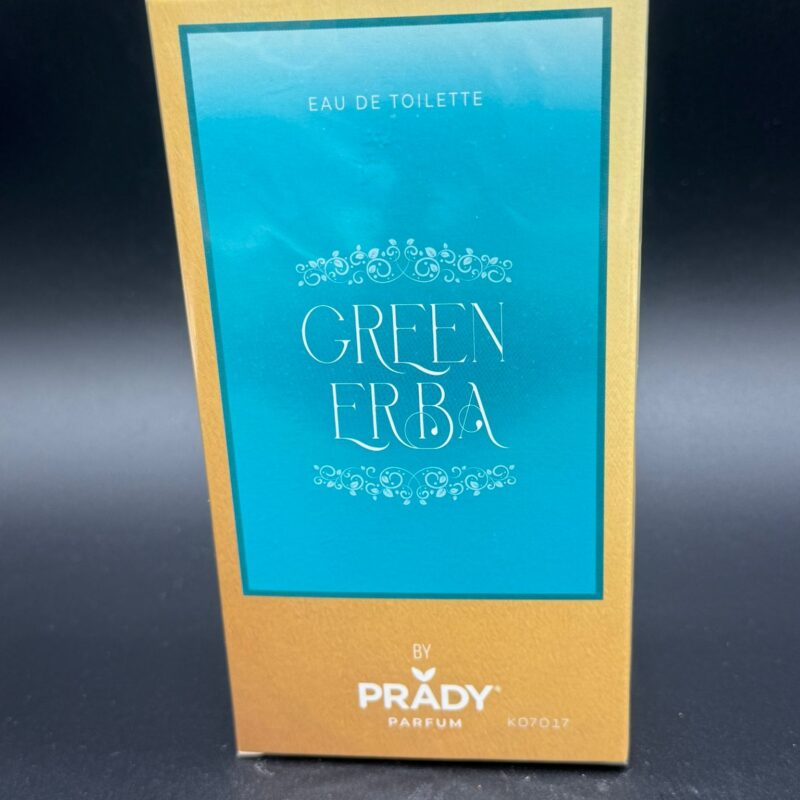 EAU DE TOILETTE
GREEN
ERBA
BY
PRADY®
PARFUM
K07017